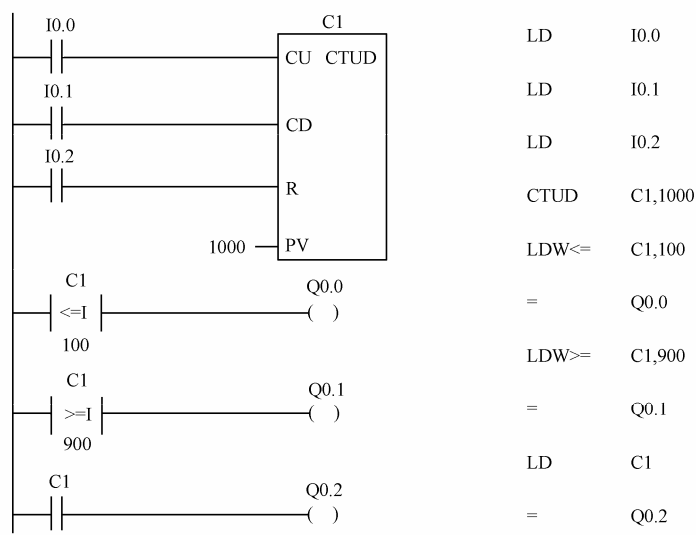 C1
I0.0
CU CTUD
I0.1
CD
I0.2
R
1000 PV
C1
<=I
100
Q0.0
( )
C1
>=I
900
Q0.1
( )
C1
Q0.2
( )
LD I0.0
LD I0.1
LD I0.2
CTUD C1,1000
LDW<= C1,100
= Q0.0
LDW>= C1,900
= Q0.1
LD C1
= Q0.2